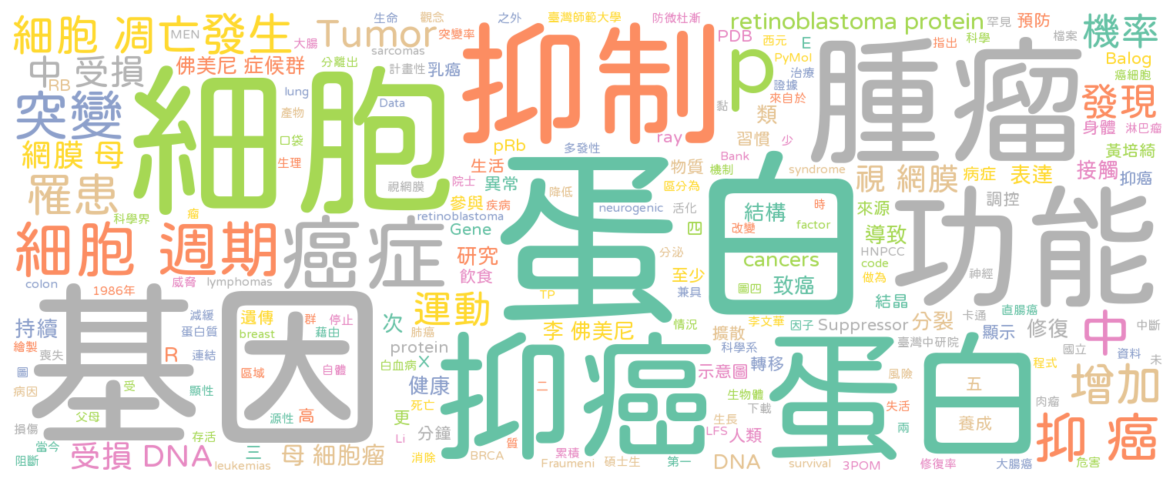 細胞 凋亡發生
MEN
大腸
生命
觀念
突變率
sarcomas
Tumor
之外
臺灣師範大學
防微杜漸
retinoblastoma protein
罕見
預防
科學
檔案
指出
機率
中 受損
RB
分離出
佛美尼 症候群
計畫性
乳癌
抑制
PDB
西元
E
PyMol
治療
證據
p
腫瘤
Balog
癌細胞
發現
突變
產物
lung
Data
細胞
口袋
生理
視網膜
pRb
多發性
ray
來自於
黏
類
習慣
少
身體
淋巴瘤
黃培綺
網膜 母
罹患
科學界
瘤
院士
生活
異常
參與
疾病
retinoblastoma
物質
Bank
機制
降低
區分為
neurogenic
活化
蛋白
syndrome
視 網膜
病症
表達
接觸
抑癌
結構
時
改變
factor
四
來源
調控
導致
HNPCC
code
做為
功能
神經
細胞 週期
癌症
Gene
研究
分泌
cancers
至少
致癌
colon
威脅
lymphomas
1986年
飲食
TP
兼具
圖四
結晶
卡通
直腸癌
中斷
基因
持續
減緩
蛋白質
遺傳
breast
群
藉由
停止
運動
次
肺癌
protein
李 佛美尼
情況
擴散
李文華
因子
科學系
Suppressor
臺灣中研院
分裂
顯示
修復
國立
資料
中
未
繪製
喪失
R
連結
圖
區域
自體
白血病
x
健康
示意圖
轉移
生物體
下載
風險
程式
五
肉瘤
增加
病因
受
顯性
父母
源性
高
死亡
更
二
抑癌蛋白
生長
失活
兩
養成
損傷
當今
存活
阻斷
受損 DNA
三
leukemias
母 細胞瘤
Li
分鐘
消除
BRCA
質
累積
Fraumeni
碩士生
第一
LFS
人類
DNA
survival
3POM
修復率
大腸癌
危害
抑 癌